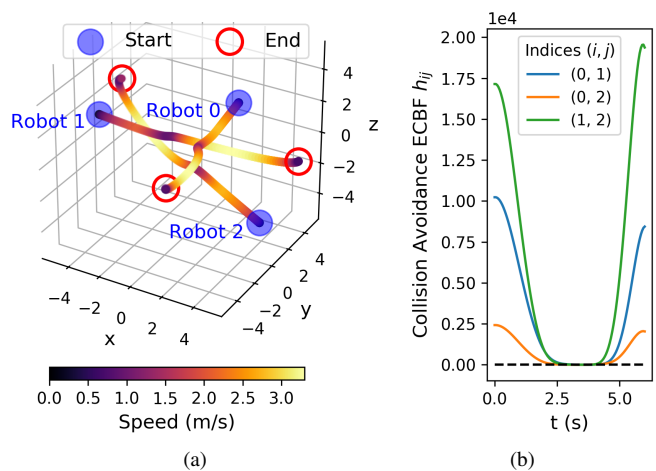 Start
End
Robot 0
Robot 1
Robot 2
4
2
0
−2
−4
z
−4
−2
0
2
4
x
−4
−2
0
2
4
y
0.0 0.5 1.0 1.5 2.0 2.5 3.0
Speed (m/s)
(a)
1e4
2.00
1.75
1.50
1.25
1.00
0.75
0.50
0.25
0.00
Collision Avoidance ECBF h_{ij}
Indices (i, j)
(0, 1)
(0, 2)
(1, 2)
0.0 2.5 5.0
t (s)
(b)